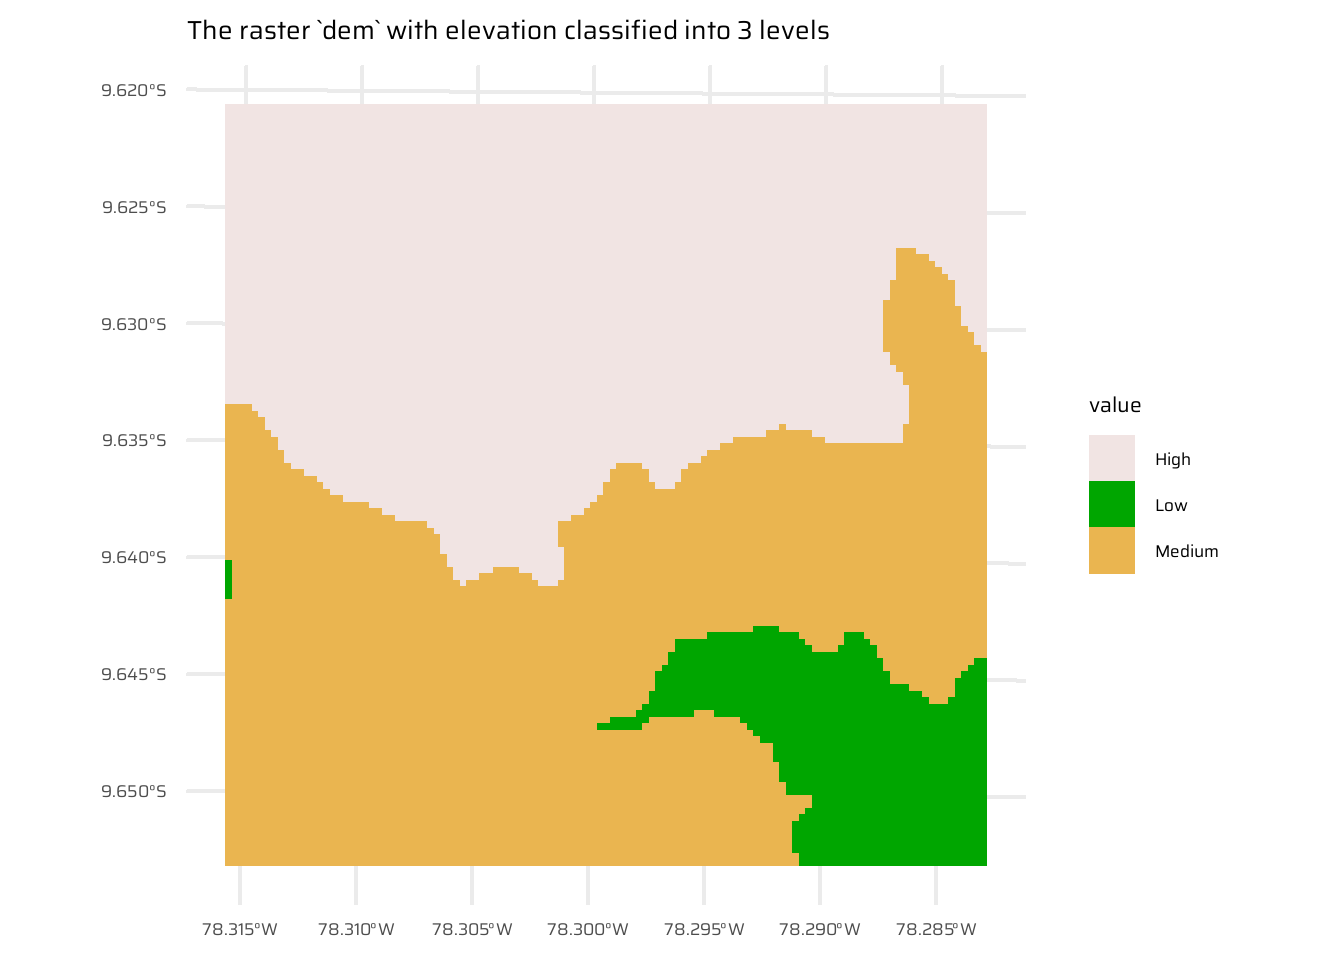 The raster `dem` with elevation classified into 3 levels
9.620°S
9.625°S
9.630°S
9.635°S
9.640°S
9.645°S
9.650°S
78.315°W 78.310°W 78.305°W 78.300°W 78.295°W 78.290°W 78.285°W
value
High
Low
Medium